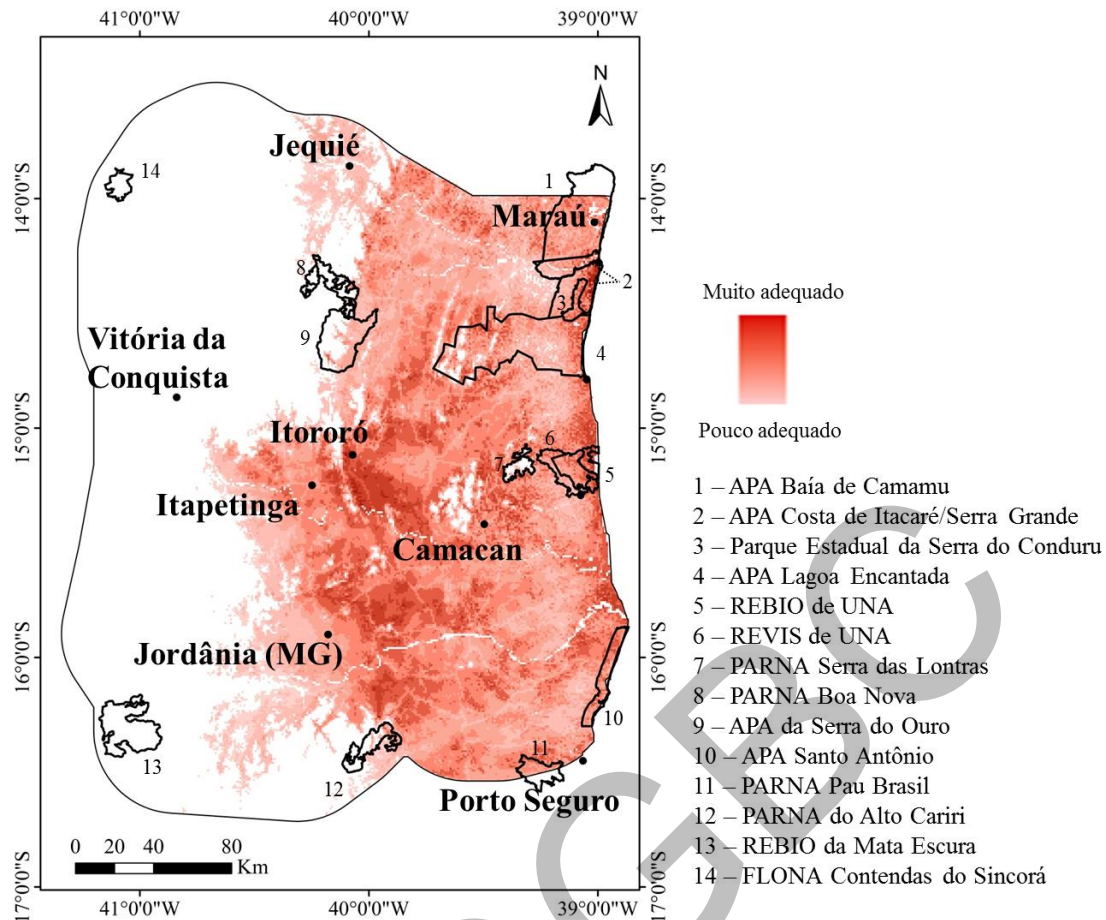 41°0'0"W
40°0'0"W
39°0'0"W
N
Jequié
14
1
14°0'0"S
14°0'0"S
Maraú
2
8
3
Muito adequado
9
4
Vitória da
Conquista
Pouco adequado
15°0'0"S
15°0'0"S
Itororó
6
7
5
Itapetinga
Camacan
1 – APA Baía de Camamu
2 – APA Costa de Itacaré/Serra Grande
3 – Parque Estadual da Serra do Conduru
4 – APA Lagoa Encantada
5 – REBIO de UNA
6 – REVIS de UNA
7 – PARNA Serra das Lontras
8 – PARNA Boa Nova
9 – APA da Serra do Ouro
10 – APA Santo Antônio
11 – PARNA Pau Brasil
12 – PARNA do Alto Cariri
13 – REBIO da Mata Escura
14 – FLONA Contendas do Sincorá
Jordânia (MG)
16°0'0"S
16°0'0"S
10
13
12
11
Porto Seguro
0 20 40 80
Km
17°0'0"S
17°0'0"S
41°0'0"W
40°0'0"W
39°0'0"W
GBC